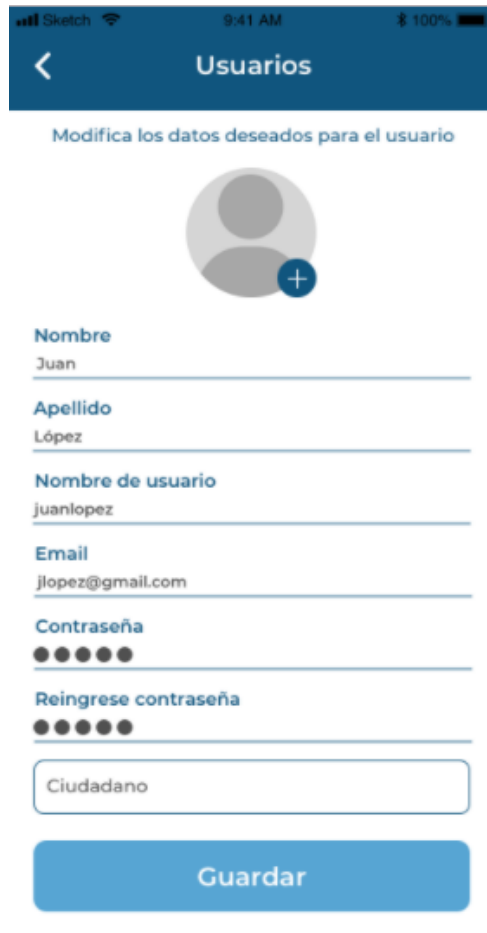 Sketch 9:41 AM 100%
Usuarios
Modifica los datos deseados para el usuario
+
Nombre
Juan
Apellido
López
Nombre de usuario
juanlopez
Email
jlopez@gmail.com
Contraseña
●●●●●
Reingrese contraseña
●●●●●
Ciudadano
Guardar